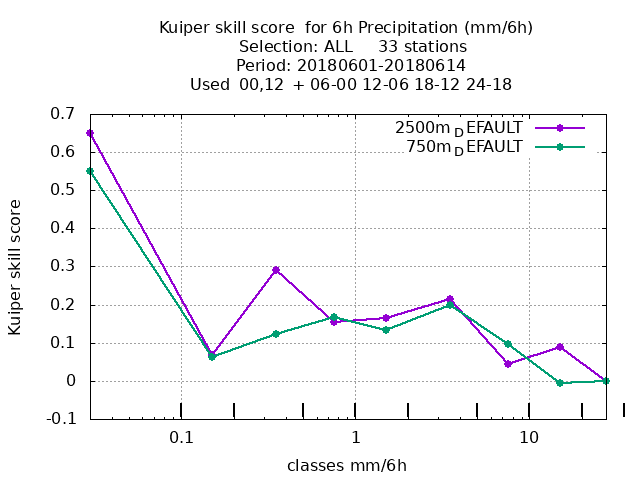 Kuiper skill score  for 6h Precipitation (mm/6h)
Selection: ALL     33 stations
Period: 20180601-20180614
Used  00,12  + 06-00 12-06 18-12 24-18
0.7
0.6
0.5
0.4
0.3
0.2
0.1
0
-0.1
Kuiper skill score
2500m_DEFAULT
750m_DEFAULT
0.1 1 10
classes mm/6h